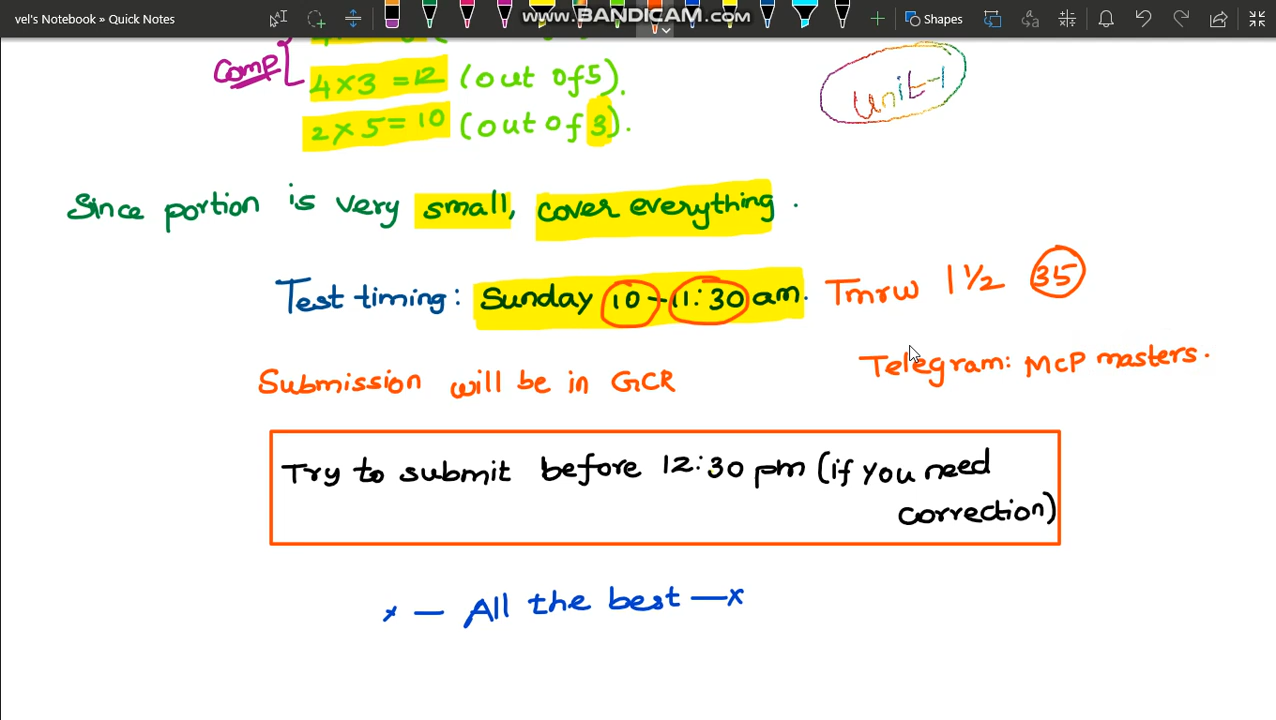 vel's Notebook » Quick Notes
www.BANDICAM.com
Shapes
Comp
4 x 3 = 12 (out of 5).
2 x 5 = 10 (out of 3).
Unit-1
Since portion is very small, cover everything.
Test timing: Sunday 10-11:30 am. Tmrw 1 1/2 35
Submission will be in GCR
Telegram: MCP masters.
Try to submit before 12:30 pm (if you need
correction)
x — All the best — x